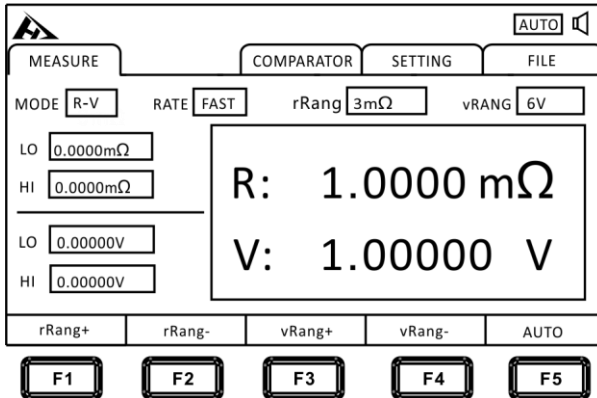 AUTO
MEASURE COMPARATOR SETTING FILE
MODE R-V RATE FAST rRang 3mΩ vRANG 6V
LO 0.0000mΩ
HI 0.0000mΩ
R: 1.0000 mΩ
LO 0.00000V
HI 0.00000V
V: 1.00000 V
rRang+ rRang- vRang+ vRang- AUTO
F1 F2 F3 F4 F5